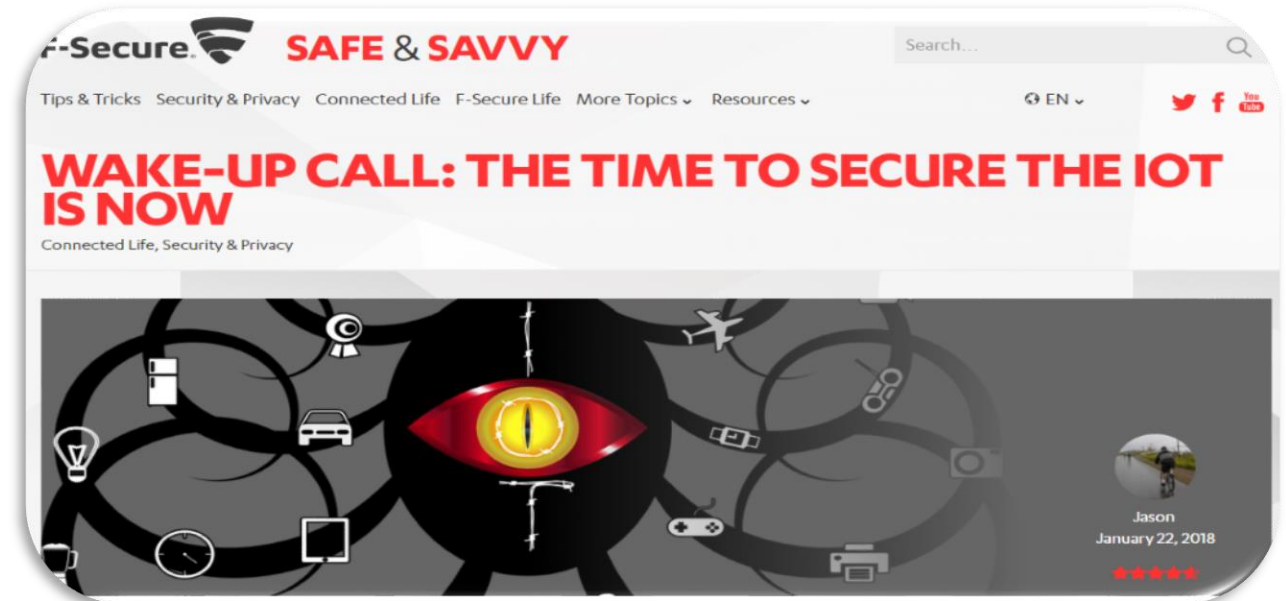 F-Secure. SAFE & SAVVY
Search...
Tips & Tricks Security & Privacy Connected Life F-Secure Life More Topics Resources
EN
You Tube
WAKE-UP CALL: THE TIME TO SECURE THE IOT
IS NOW
Connected Life, Security & Privacy
I
O
T
Jason
January 22, 2018